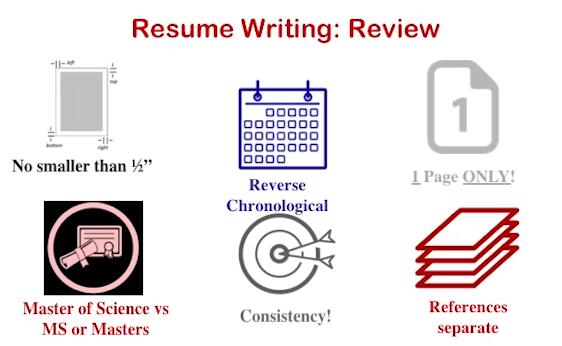 Resume Writing: Review
left
top
bottom
right
No smaller than ½”
Reverse
Chronological
1
1 Page ONLY!
Master of Science vs
MS or Masters
Consistency!
References
separate